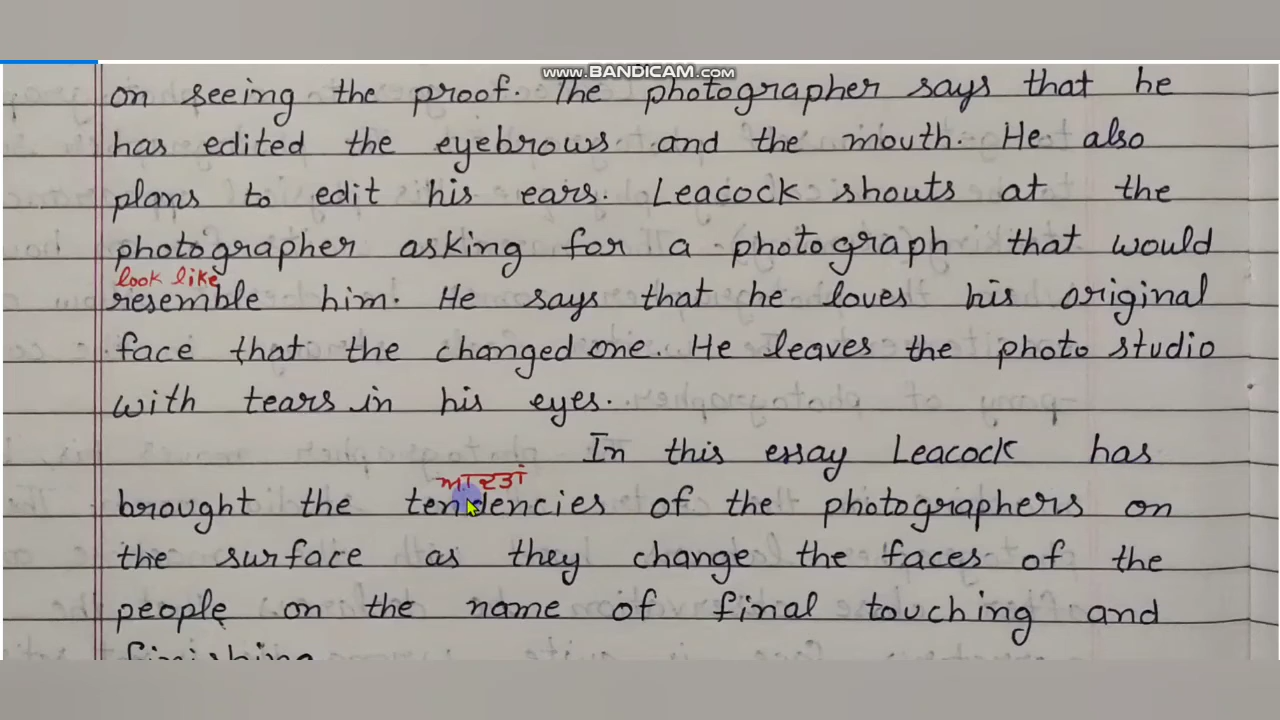 www.BANDICAM.com
on seeing the proof. The photographer says that he
has edited the eyebrows and the mouth. He also
plans to edit his ears. Leacock shouts at the
photographer asking for a photograph that would
look like
resemble him. He says that he loves his original
face that the changed one. He leaves the photo studio
with tears in his eyes.
In this essay Leacock has
ਆਦਤਾਂ
brought the tendencies of the photographers on
the surface as they change the faces of the
people on the name of final touching and
finishing